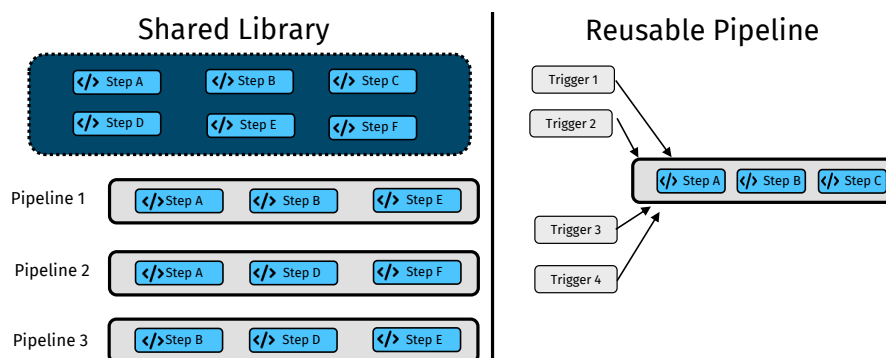 Shared Library
</> Step A
</> Step B
</> Step C
</> Step D
</> Step E
</> Step F
Pipeline 1
</> Step A
</> Step B
</> Step E
Pipeline 2
</> Step A
</> Step D
</> Step F
Pipeline 3
</> Step B
</> Step D
</> Step E
Reusable Pipeline
Trigger 1
Trigger 2
</> Step A
</> Step B
</> Step C
Trigger 3
Trigger 4